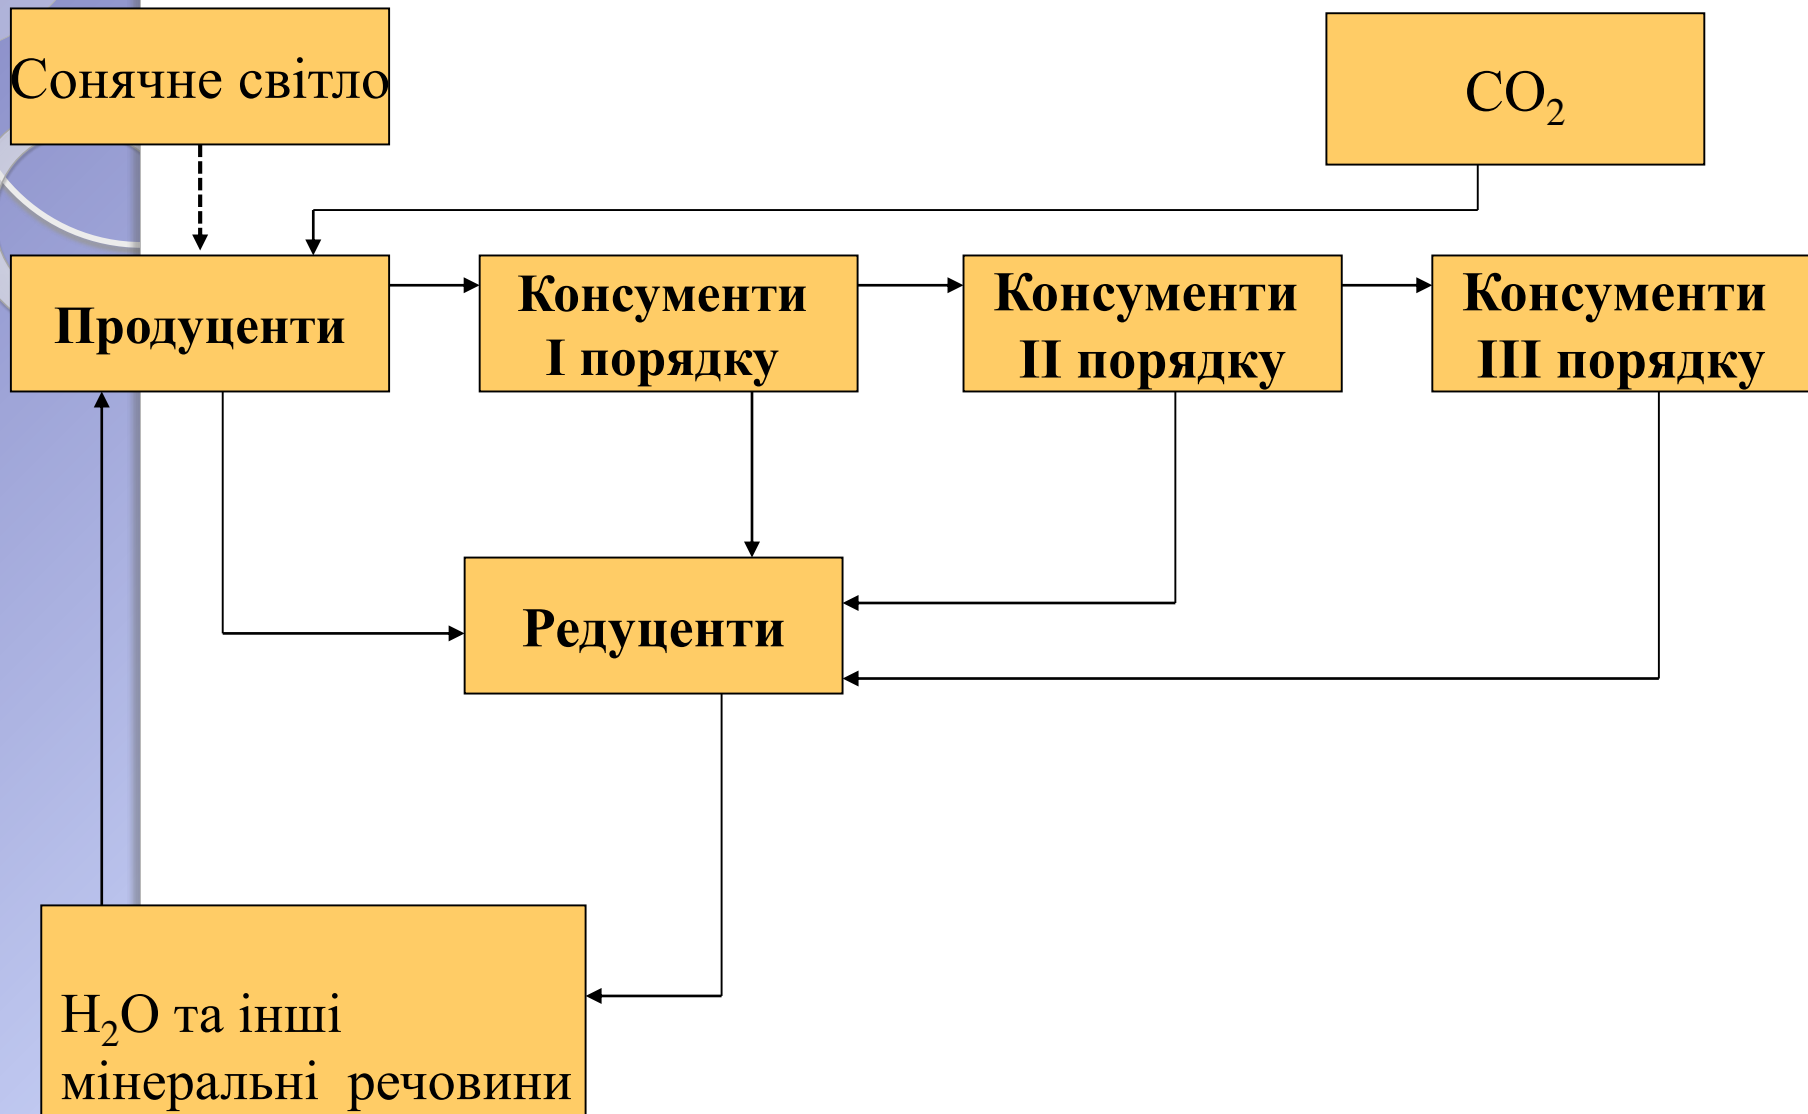 Сонячне світло
CO₂
Продуценти
Консументи
I порядку
Консументи
II порядку
Консументи
III порядку
Редуценти
H₂O та інші
мінеральні речовини